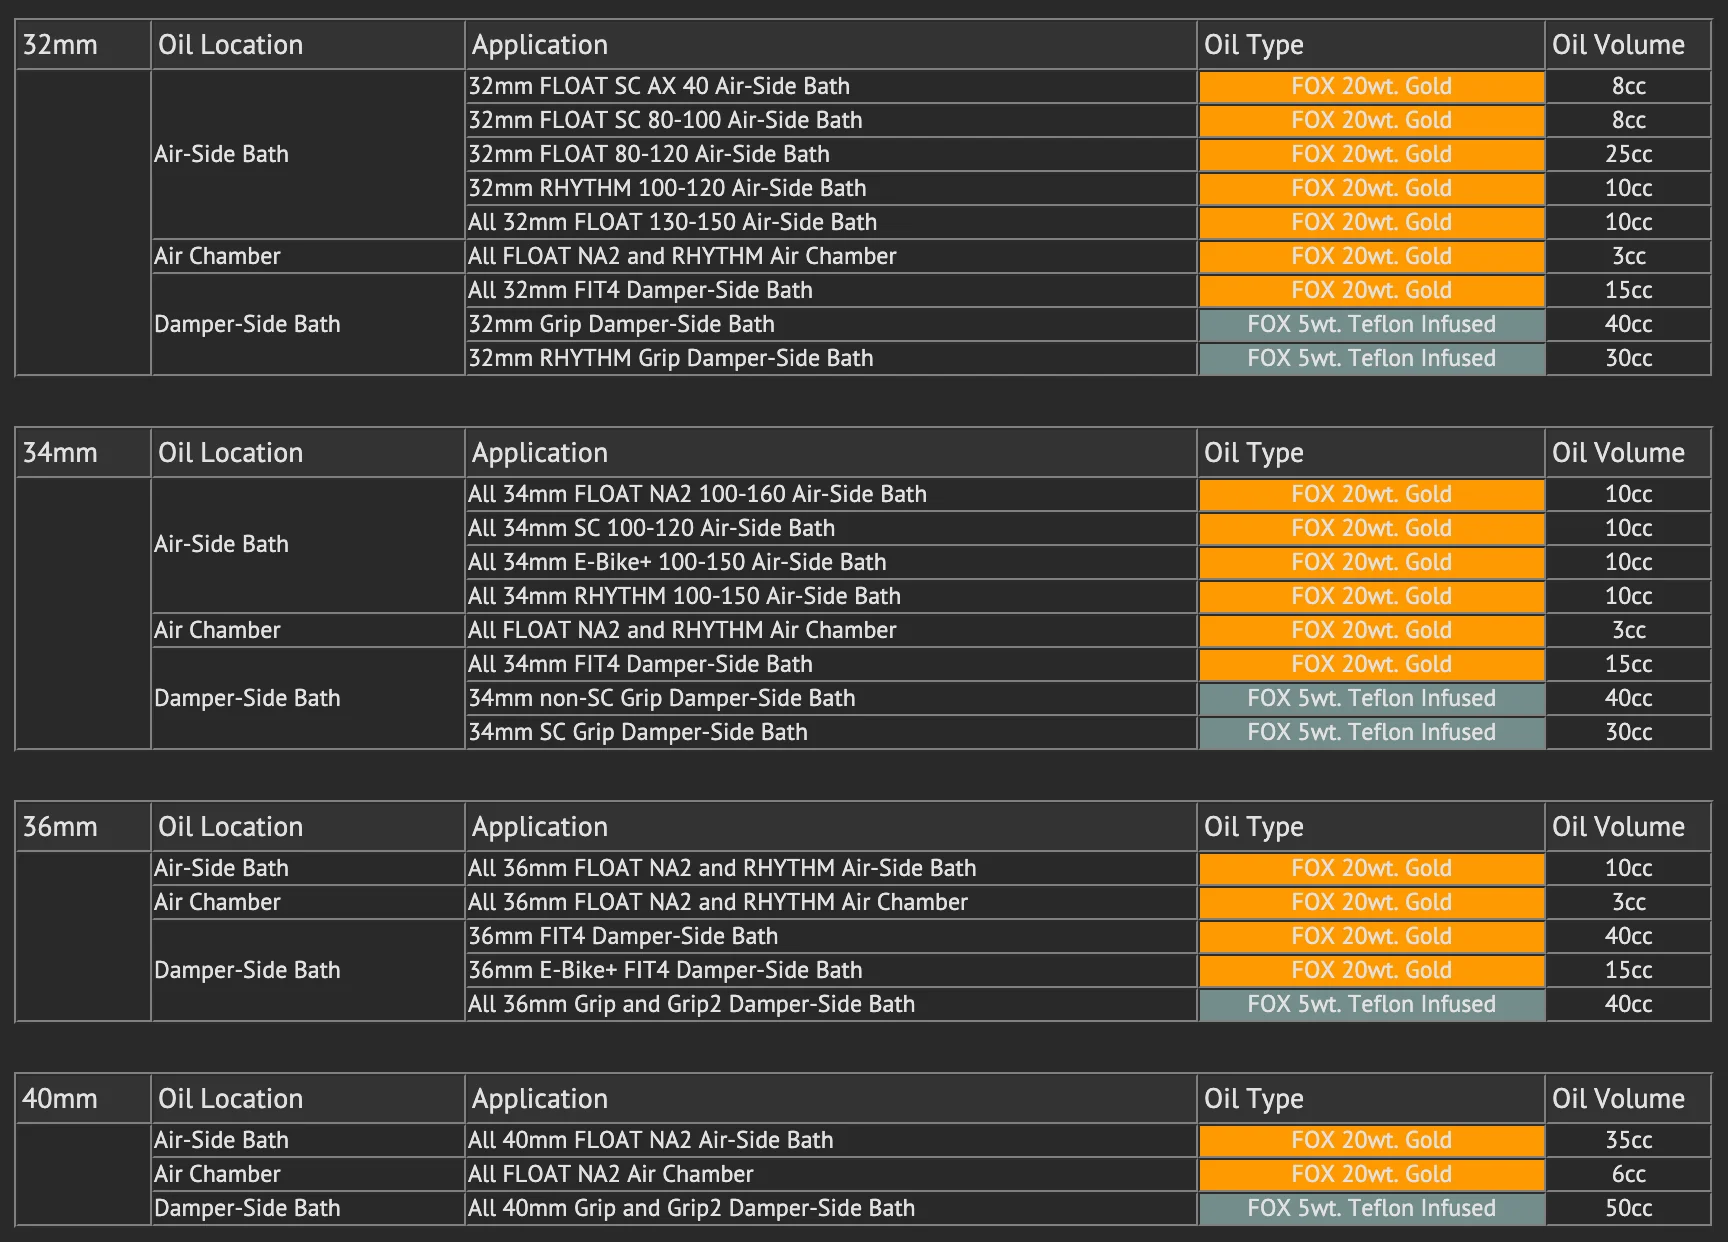 32mm Oil Location Application Oil Type Oil Volume
Air-Side Bath 32mm FLOAT SC AX 40 Air-Side Bath FOX 20wt. Gold 8cc
32mm FLOAT SC 80-100 Air-Side Bath FOX 20wt. Gold 8cc
32mm FLOAT 80-120 Air-Side Bath FOX 20wt. Gold 25cc
32mm RHYTHM 100-120 Air-Side Bath FOX 20wt. Gold 10cc
All 32mm FLOAT 130-150 Air-Side Bath FOX 20wt. Gold 10cc
Air Chamber All FLOAT NA2 and RHYTHM Air Chamber FOX 20wt. Gold 3cc
Damper-Side Bath All 32mm FIT4 Damper-Side Bath FOX 20wt. Gold 15cc
32mm Grip Damper-Side Bath FOX 5wt. Teflon Infused 40cc
32mm RHYTHM Grip Damper-Side Bath FOX 5wt. Teflon Infused 30cc
34mm Oil Location Application Oil Type Oil Volume
Air-Side Bath All 34mm FLOAT NA2 100-160 Air-Side Bath FOX 20wt. Gold 10cc
All 34mm SC 100-120 Air-Side Bath FOX 20wt. Gold 10cc
All 34mm E-Bike+ 100-150 Air-Side Bath FOX 20wt. Gold 10cc
All 34mm RHYTHM 100-150 Air-Side Bath FOX 20wt. Gold 10cc
Air Chamber All FLOAT NA2 and RHYTHM Air Chamber FOX 20wt. Gold 3cc
Damper-Side Bath All 34mm FIT4 Damper-Side Bath FOX 20wt. Gold 15cc
34mm non-SC Grip Damper-Side Bath FOX 5wt. Teflon Infused 40cc
34mm SC Grip Damper-Side Bath FOX 5wt. Teflon Infused 30cc
36mm Oil Location Application Oil Type Oil Volume
Air-Side Bath All 36mm FLOAT NA2 and RHYTHM Air-Side Bath FOX 20wt. Gold 10cc
Air Chamber All 36mm FLOAT NA2 and RHYTHM Air Chamber FOX 20wt. Gold 3cc
Damper-Side Bath 36mm FIT4 Damper-Side Bath FOX 20wt. Gold 40cc
36mm E-Bike+ FIT4 Damper-Side Bath FOX 20wt. Gold 15cc
All 36mm Grip and Grip2 Damper-Side Bath FOX 5wt. Teflon Infused 40cc
40mm Oil Location Application Oil Type Oil Volume
Air-Side Bath All 40mm FLOAT NA2 Air-Side Bath FOX 20wt. Gold 35cc
Air Chamber All FLOAT NA2 Air Chamber FOX 20wt. Gold 6cc
Damper-Side Bath All 40mm Grip and Grip2 Damper-Side Bath FOX 5wt. Teflon Infused 50cc